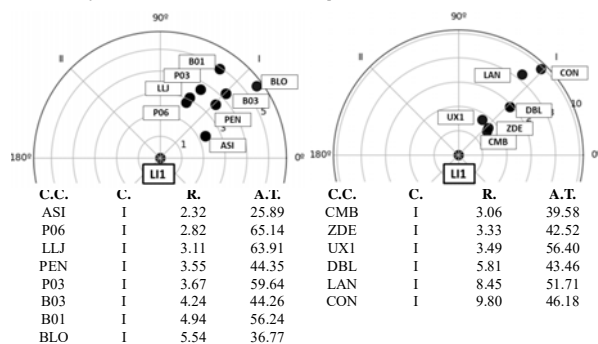 90º
II
I
B01
P03
BLO
LLJ
B03
P06
PEN
5
3
1
ASI
180º
0º
LI1
90º
II
I
LAN
CON
10
DBL
UX1
ZDE
CMB
180º
0º
LI1
C.C. C. R. A.T.
ASI I 2.32 25.89
P06 I 2.82 65.14
LLJ I 3.11 63.91
PEN I 3.55 44.35
P03 I 3.67 59.64
B03 I 4.24 44.26
B01 I 4.94 56.24
BLO I 5.54 36.77
C.C. C. R. A.T.
CMB I 3.06 39.58
ZDE I 3.33 42.52
UX1 I 3.49 56.40
DBL I 5.81 43.46
LAN I 8.45 51.71
CON I 9.80 46.18